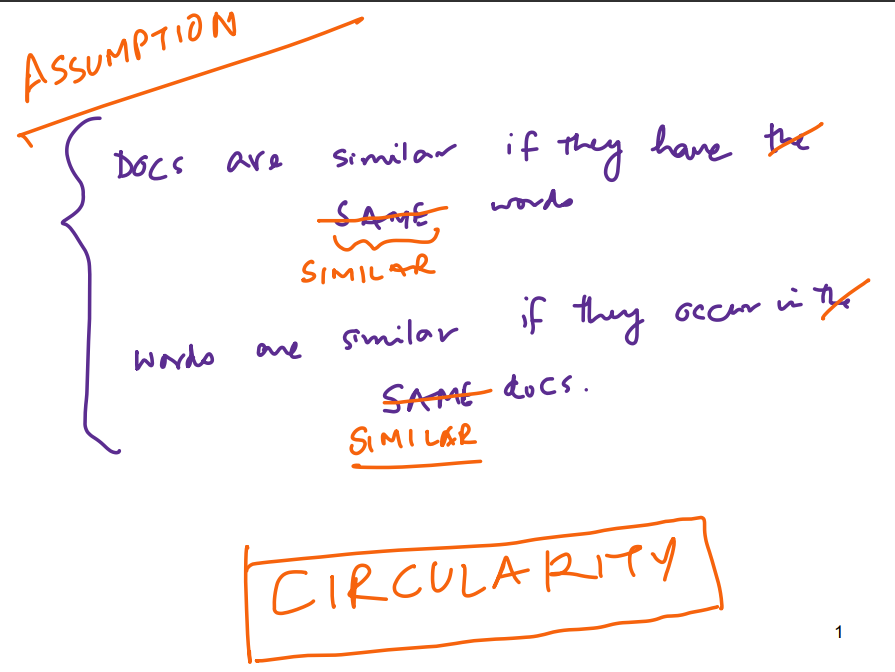 ASSUMPTION
Docs are similar if they have the
SAME words
SIMILAR
words are similar if they occur in the
SAME docs.
SIMILAR
CIRCULARITY
1